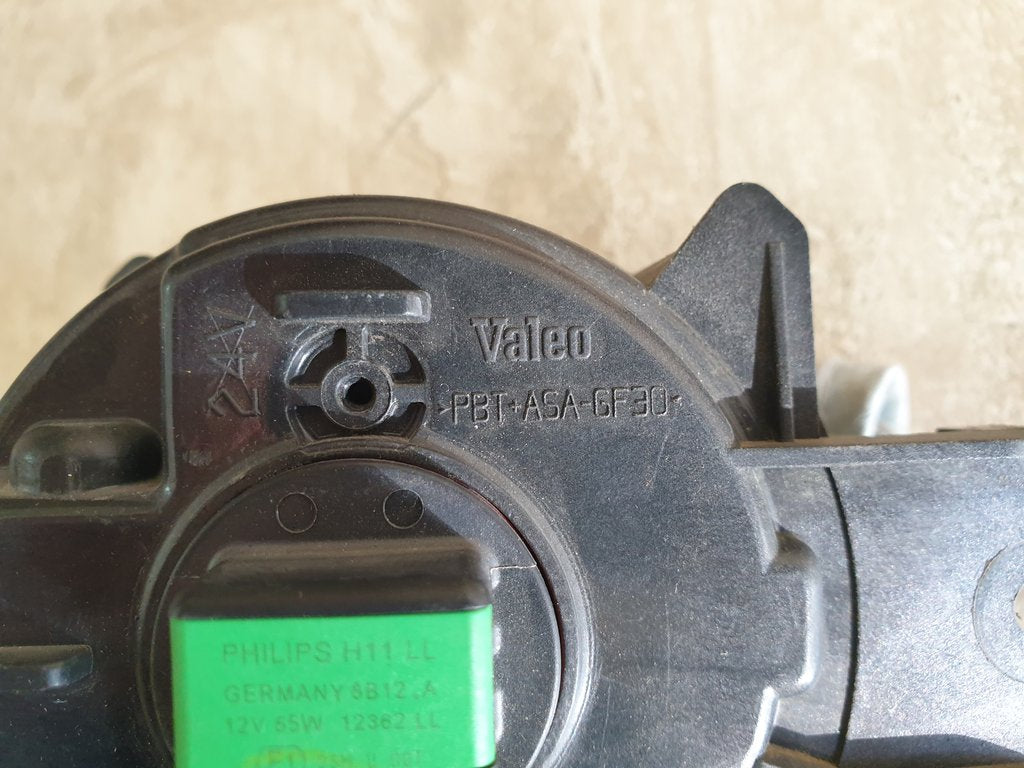 Valeo
>PBT+ASA-GF30<
PHILIPS H11 LL
GERMANY 8B12 .A
12V 55W 12362 LL